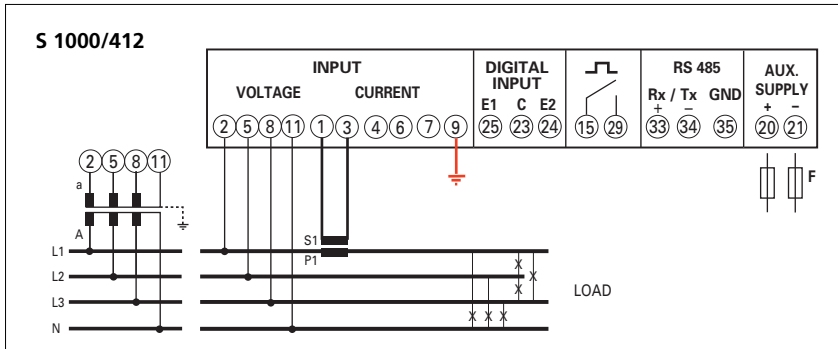 S 1000/412
INPUT
VOLTAGE CURRENT
2 5 8 11 1 3 4 6 7 9
DIGITAL
INPUT
E1 C E2
25 23 24
15 29
RS 485
Rx / Tx GND
+ −
33 34 35
AUX.
SUPPLY
+ −
20 21
F
2 5 8 11
a
A
S1
P1
L1
L2
L3
N
X
X X
X
X X X
LOAD